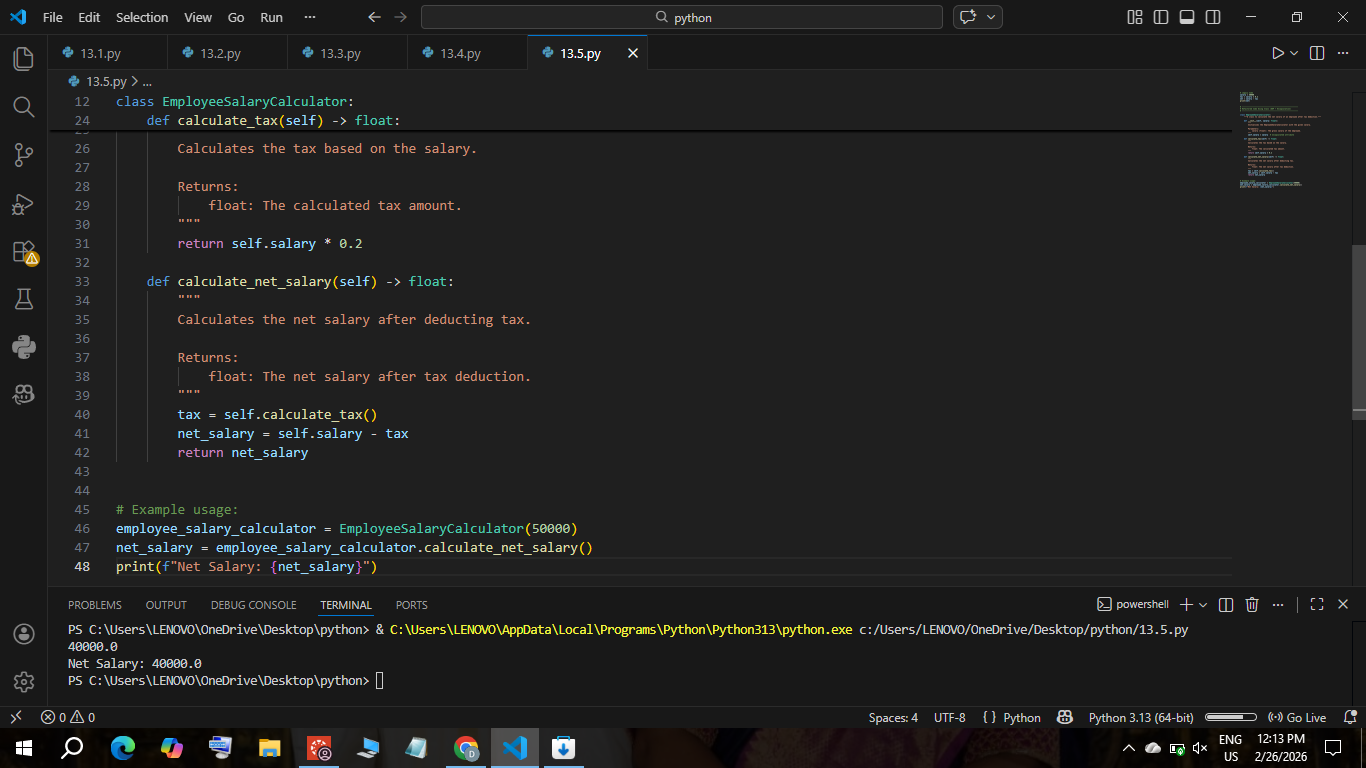 File Edit Selection View Go Run ··· python
13.1.py 13.2.py 13.3.py 13.4.py 13.5.py
13.5.py > ...
12 class EmployeeSalaryCalculator:
24 def calculate_tax(self) -> float:
26 Calculates the tax based on the salary.
27
28 Returns:
29 float: The calculated tax amount.
30 """
31 return self.salary * 0.2
32
33 def calculate_net_salary(self) -> float:
34 """
35 Calculates the net salary after deducting tax.
36
37 Returns:
38 float: The net salary after tax deduction.
39 """
40 tax = self.calculate_tax()
41 net_salary = self.salary - tax
42 return net_salary
43
44
45 # Example usage:
46 employee_salary_calculator = EmployeeSalaryCalculator(50000)
47 net_salary = employee_salary_calculator.calculate_net_salary()
48 print(f"Net Salary: {net_salary}")
PROBLEMS OUTPUT DEBUG CONSOLE TERMINAL PORTS powershell
PS C:\Users\LENOVO\OneDrive\Desktop\python> & C:\Users\LENOVO\AppData\Local\Programs\Python\Python313\python.exe c:/Users/LENOVO/OneDrive/Desktop/python/13.5.py
40000.0
Net Salary: 40000.0
PS C:\Users\LENOVO\OneDrive\Desktop\python>
0 0 Spaces: 4 UTF-8 { } Python Python 3.13 (64-bit) Go Live
ENG 12:13 PM
US 2/26/2026